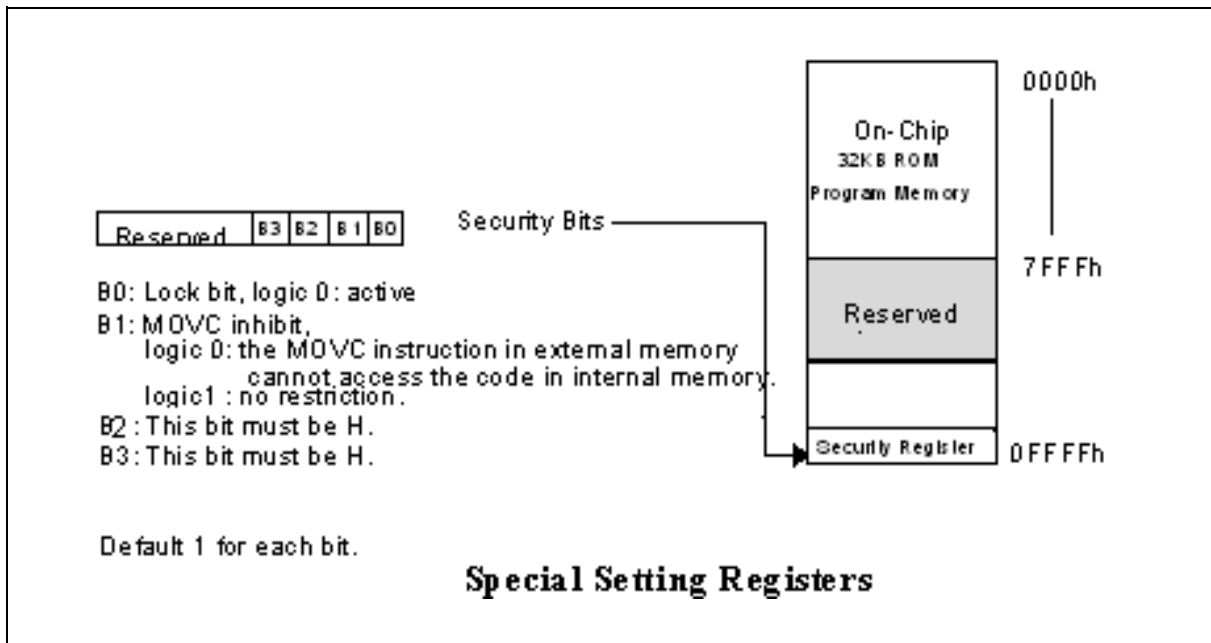 0000h
On-Chip
32KB ROM
Program Memory
Reserved B3 B2 B1 B0
Security Bits
7FFFh
B0: Lock bit, logic 0: active
Reserved
B1: MOVC inhibit,
logic 0: the MOVC instruction in external memory
cannot access the code in internal memory.
logic1 : no restriction.
B2 : This bit must be H.
B3: This bit must be H.
Security Register
0FFFFh
Default 1 for each bit.
Special Setting Registers